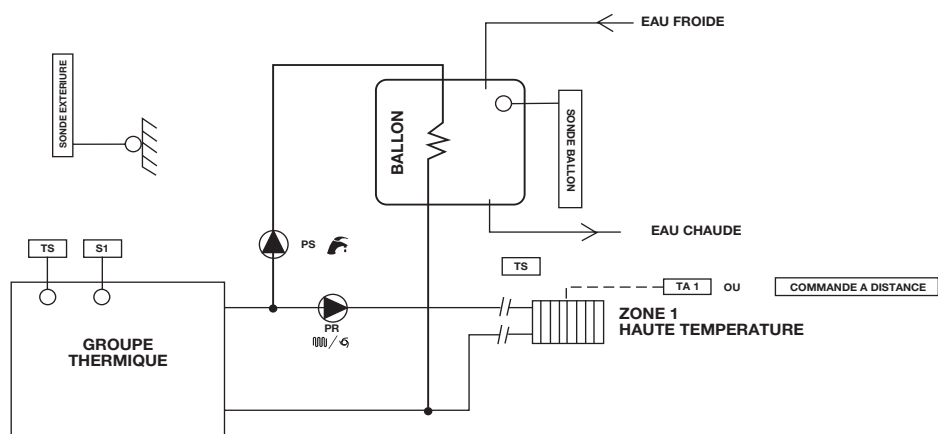 EAU FROIDE
SONDE EXTERIEURE
BALLON
SONDE BALLON
EAU CHAUDE
PS
TS
S1
TS
TA 1 OU COMMANDE A DISTANCE
PR
ZONE 1
HAUTE TEMPERATURE
GROUPE
THERMIQUE